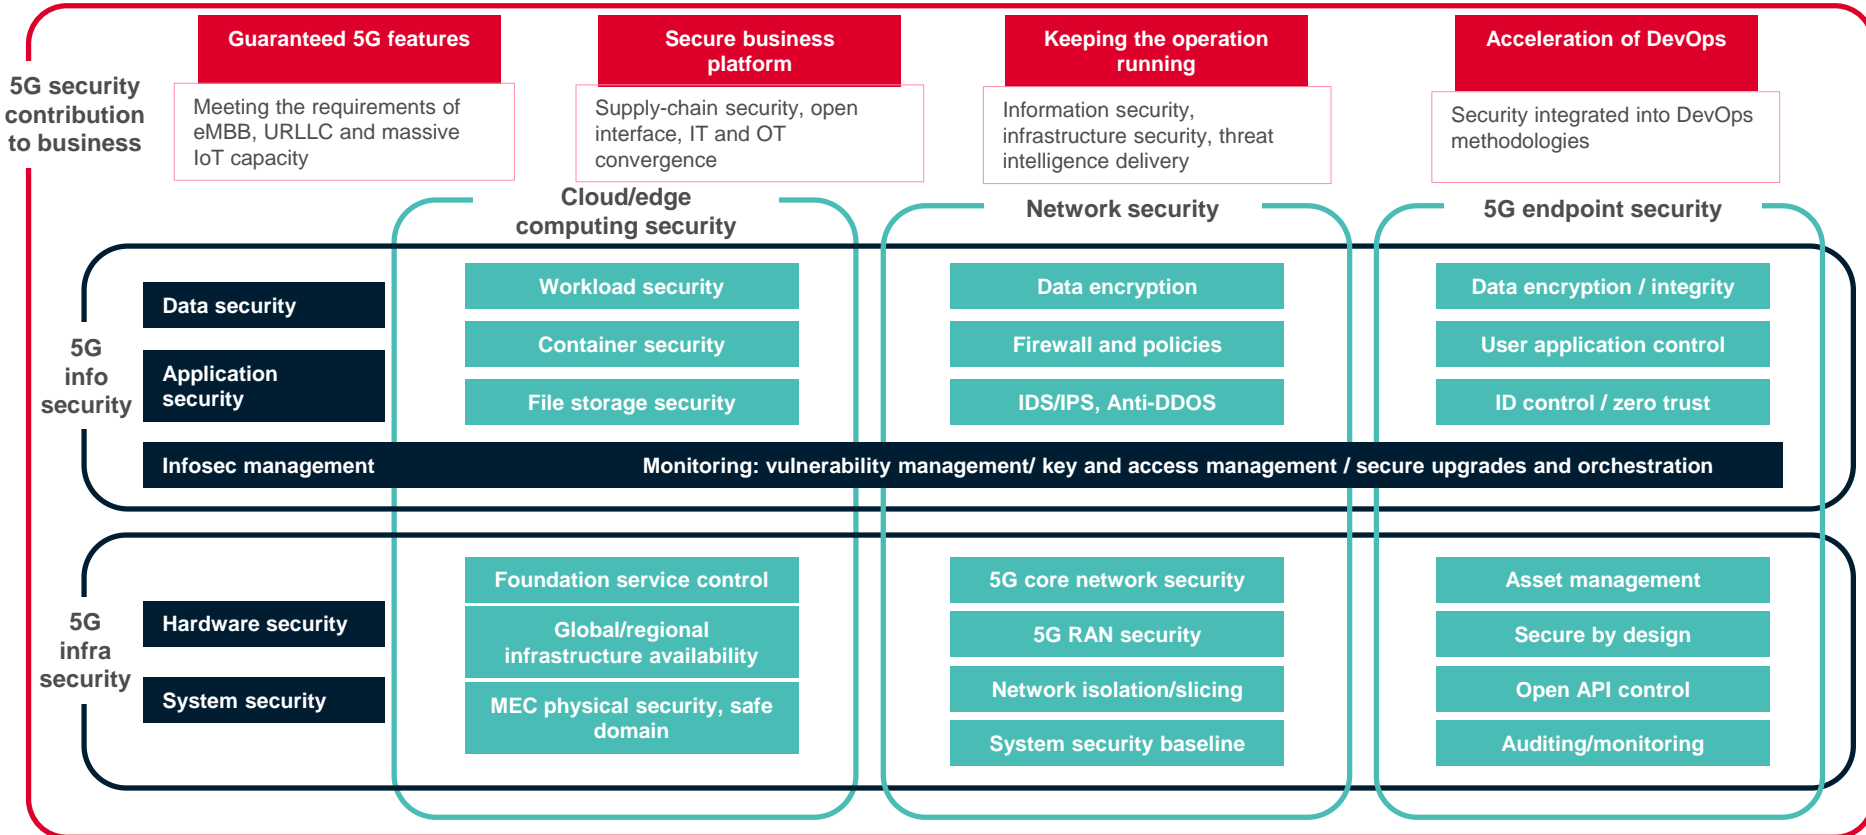 Guaranteed 5G features
Secure business
platform
Keeping the operation
running
Acceleration of DevOps
5G security
contribution
to business
Meeting the requirements of
eMBB, URLLC and massive
IoT capacity
Supply-chain security, open
interface, IT and OT
convergence
Information security,
infrastructure security, threat
intelligence delivery
Security integrated into DevOps
methodologies
Cloud/edge
computing security
Network security
5G endpoint security
5G
info
security
Data security
Application
security
Workload security
Container security
File storage security
Data encryption
Firewall and policies
IDS/IPS, Anti-DDOS
Data encryption / integrity
User application control
ID control / zero trust
Infosec management
Monitoring: vulnerability management/ key and access management / secure upgrades and orchestration
5G
infra
security
Hardware security
System security
Foundation service control
Global/regional
infrastructure availability
MEC physical security, safe
domain
5G core network security
5G RAN security
Network isolation/slicing
System security baseline
Asset management
Secure by design
Open API control
Auditing/monitoring